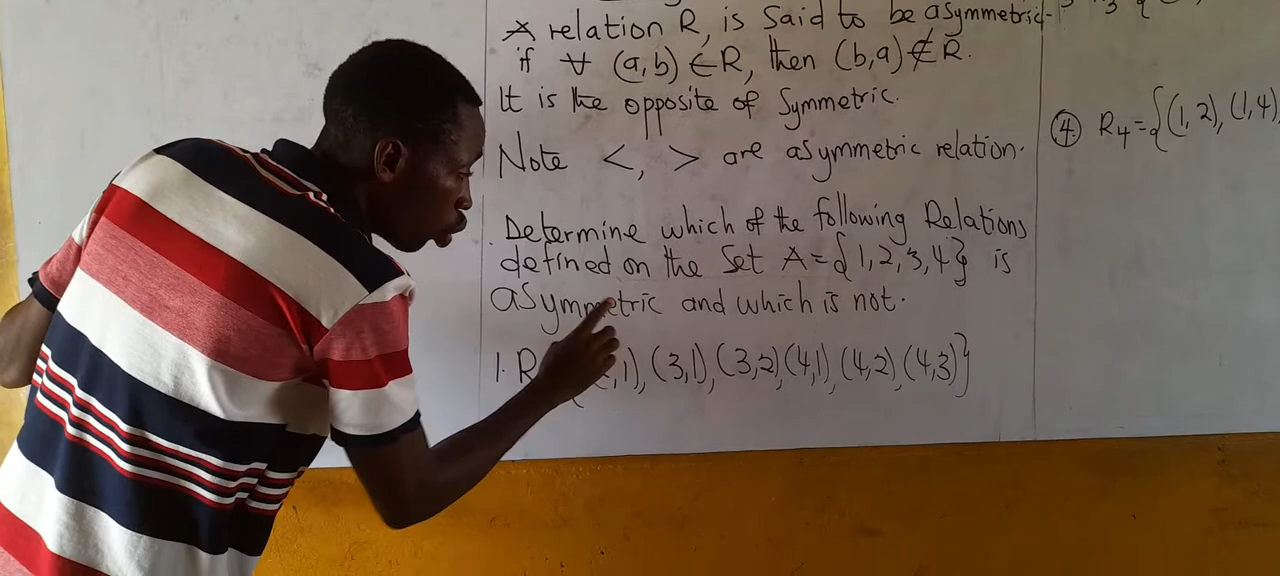 A relation R, is Said to be asymmetric
if ∀ (a,b) ∈ R, then (b,a) ∉ R.
It is the opposite of Symmetric.
Note <, > are asymmetric relation.
Determine which of the following Relations
defined on the Set A={1,2,3,4} is
asymmetric and which is not.
1. R ,1), (3,1), (3,2), (4,1), (4,2), (4,3)}
④ R4={(1,2), (1,4),